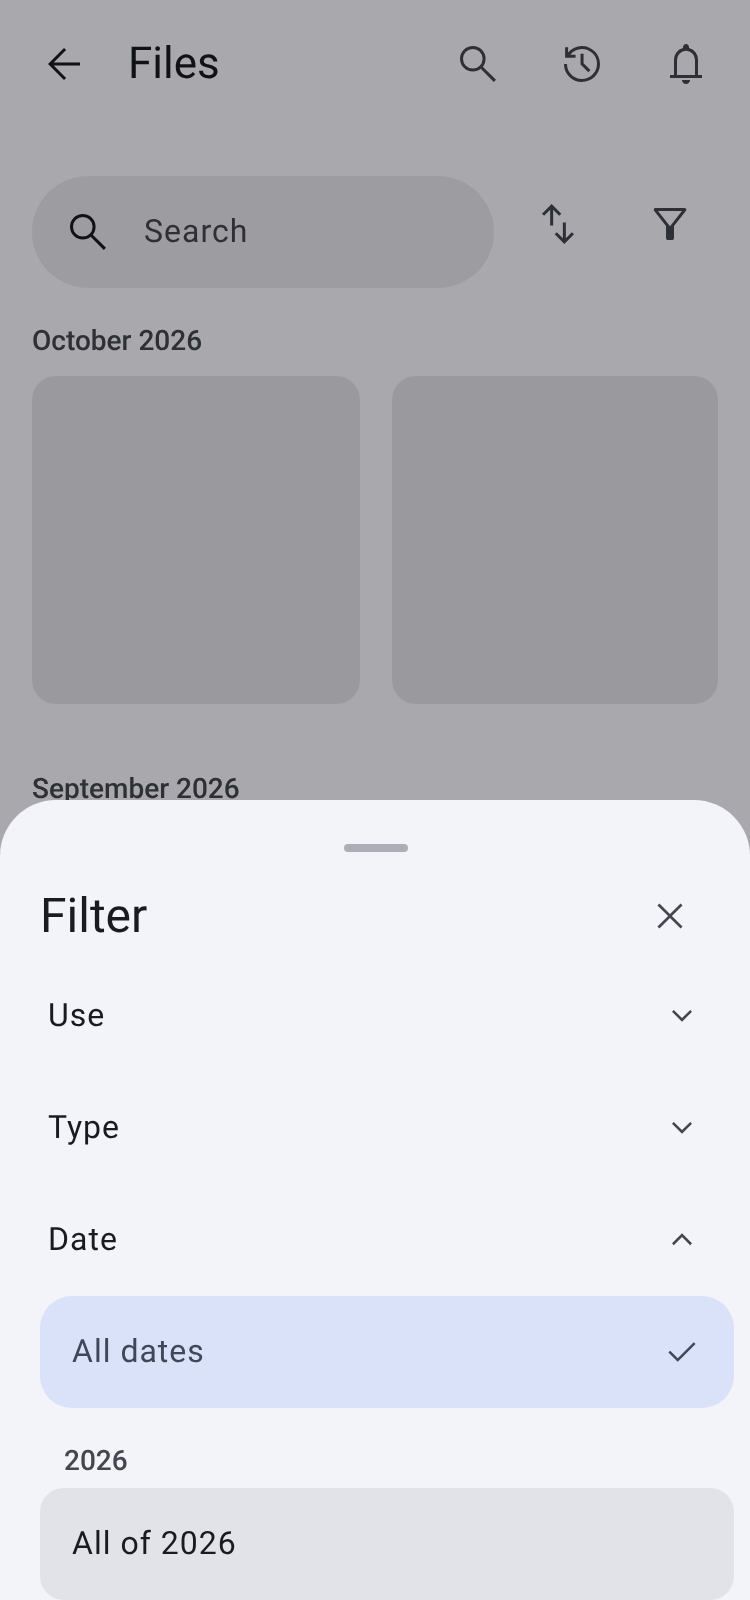 Files
Search
October 2026
September 2026
Filter
Use
Type
Date
All dates
2026
All of 2026